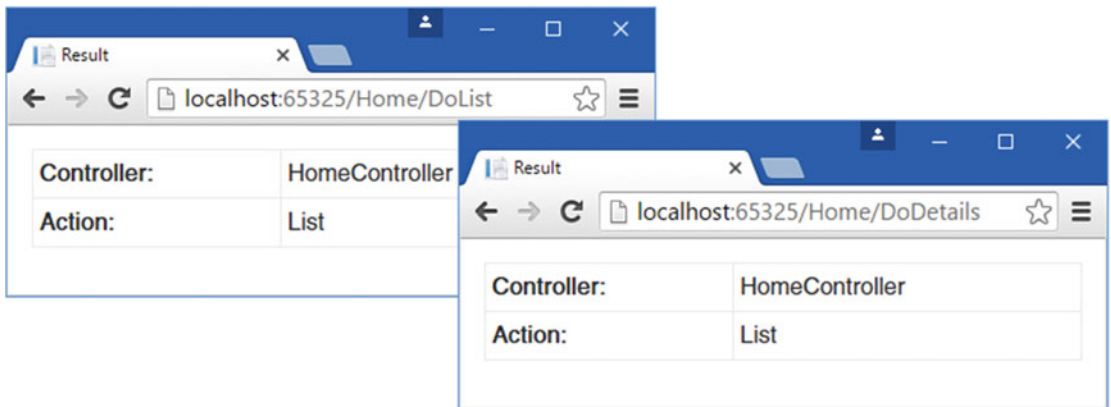 Result
localhost:65325/Home/DoList
Controller: HomeController
Action: List
Result
localhost:65325/Home/DoDetails
Controller: HomeController
Action: List